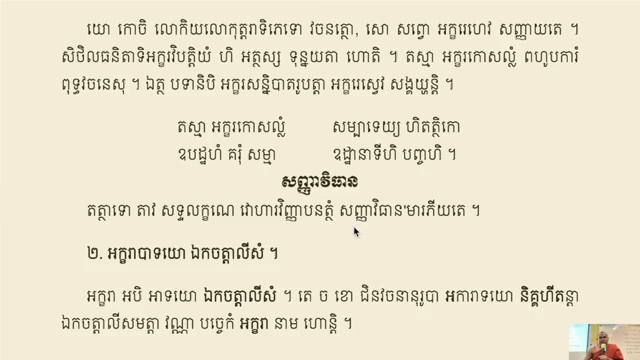 យោ កោចិ លោកិយលោកុត្តរាទិភេទោ វចនត្ថោ, សោ សព្វោ អក្ខរេហេវ សញ្ញាយតេ ។
សិថិលធនិតាទិអក្ខរវិបត្តិយំ ហិ អត្ថស្ស ទុន្នយតា ហោតិ ។ តស្មា អក្ខរកោសល្លំ ពហូបការំ
ពុទ្ធវចនេសុ ។ ឯត្ថ បទានិបិ អក្ខរសន្និបាតរូបត្តា អក្ខរេស្វេវ សង្គយ្ហន្តិ ។
តស្មា អក្ខរកោសល្លំ សម្បាទេយ្យ ហិតត្ថិកោ
ឧបដ្ឋហំ គរុំ សម្មា ឧដ្ឋានាទីហិ បញ្ចហិ ។
សញ្ញាវិធាន
តត្ថាទោ តាវ សទ្ទលក្ខណេ វោហារវិញ្ញាបនត្ថំ សញ្ញាវិធាន'មារភីយតេ ។
២. អក្ខរាបាទយោ ឯកចត្តាលីសំ ។
អក្ខរា អបិ អាទយោ ឯកចត្តាលីសំ ។ តេ ច ខោ ជិនវចនានុរូបា អការាទយោ និគ្គហីតន្តា
ឯកចត្តាលីសមត្តា វណ្ណា បច្ចេកំ អក្ខរា នាម ហោន្តិ ។